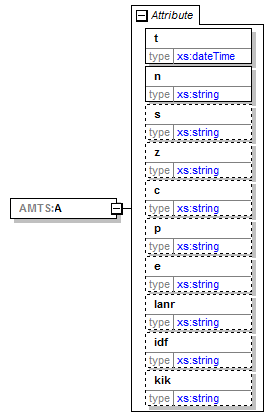 Attribute
t
type xs:dateTime
n
type xs:string
s
type xs:string
z
type xs:string
c
type xs:string
AMTS:A
p
type xs:string
e
type xs:string
lanr
type xs:string
idf
type xs:string
kik
type xs:string